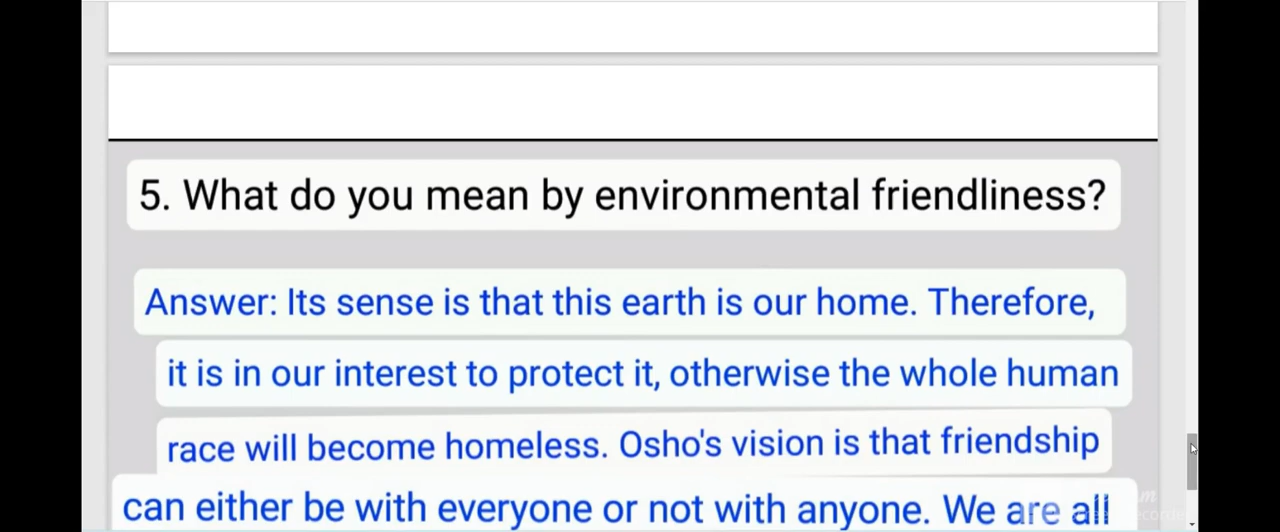 5. What do you mean by environmental friendliness?
Answer: Its sense is that this earth is our home. Therefore,
it is in our interest to protect it, otherwise the whole human
race will become homeless. Osho's vision is that friendship
can either be with everyone or not with anyone. We are all